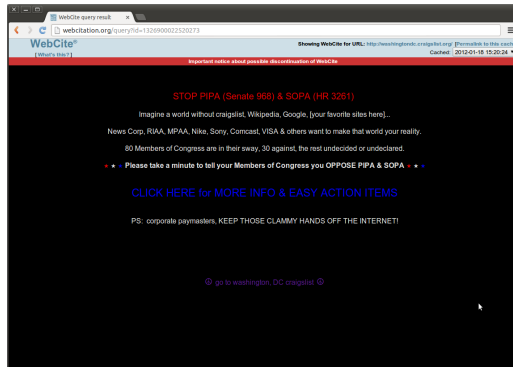 WebCite query result
webcitation.org/query?id=1326900022520273
WebCite®
[What's this?]
Showing WebCite for URL: http://washingtondc.craigslist.org/ [Permalink to this cach
Cached: 2012-01-18 15:20:24
Important notice about possible discontinuation of WebCite
STOP PIPA (Senate 968) & SOPA (HR 3261)
Imagine a world without craigslist, Wikipedia, Google, [your favorite sites here]...
News Corp, RIAA, MPAA, Nike, Sony, Comcast, VISA & others want to make that world your reality.
80 Members of Congress are in their sway, 30 against, the rest undecided or undeclared.
★ ★ ★ Please take a minute to tell your Members of Congress you OPPOSE PIPA & SOPA ★ ★ ★
CLICK HERE for MORE INFO & EASY ACTION ITEMS
PS: corporate paymasters, KEEP THOSE CLAMMY HANDS OFF THE INTERNET!
go to washington, DC craigslist